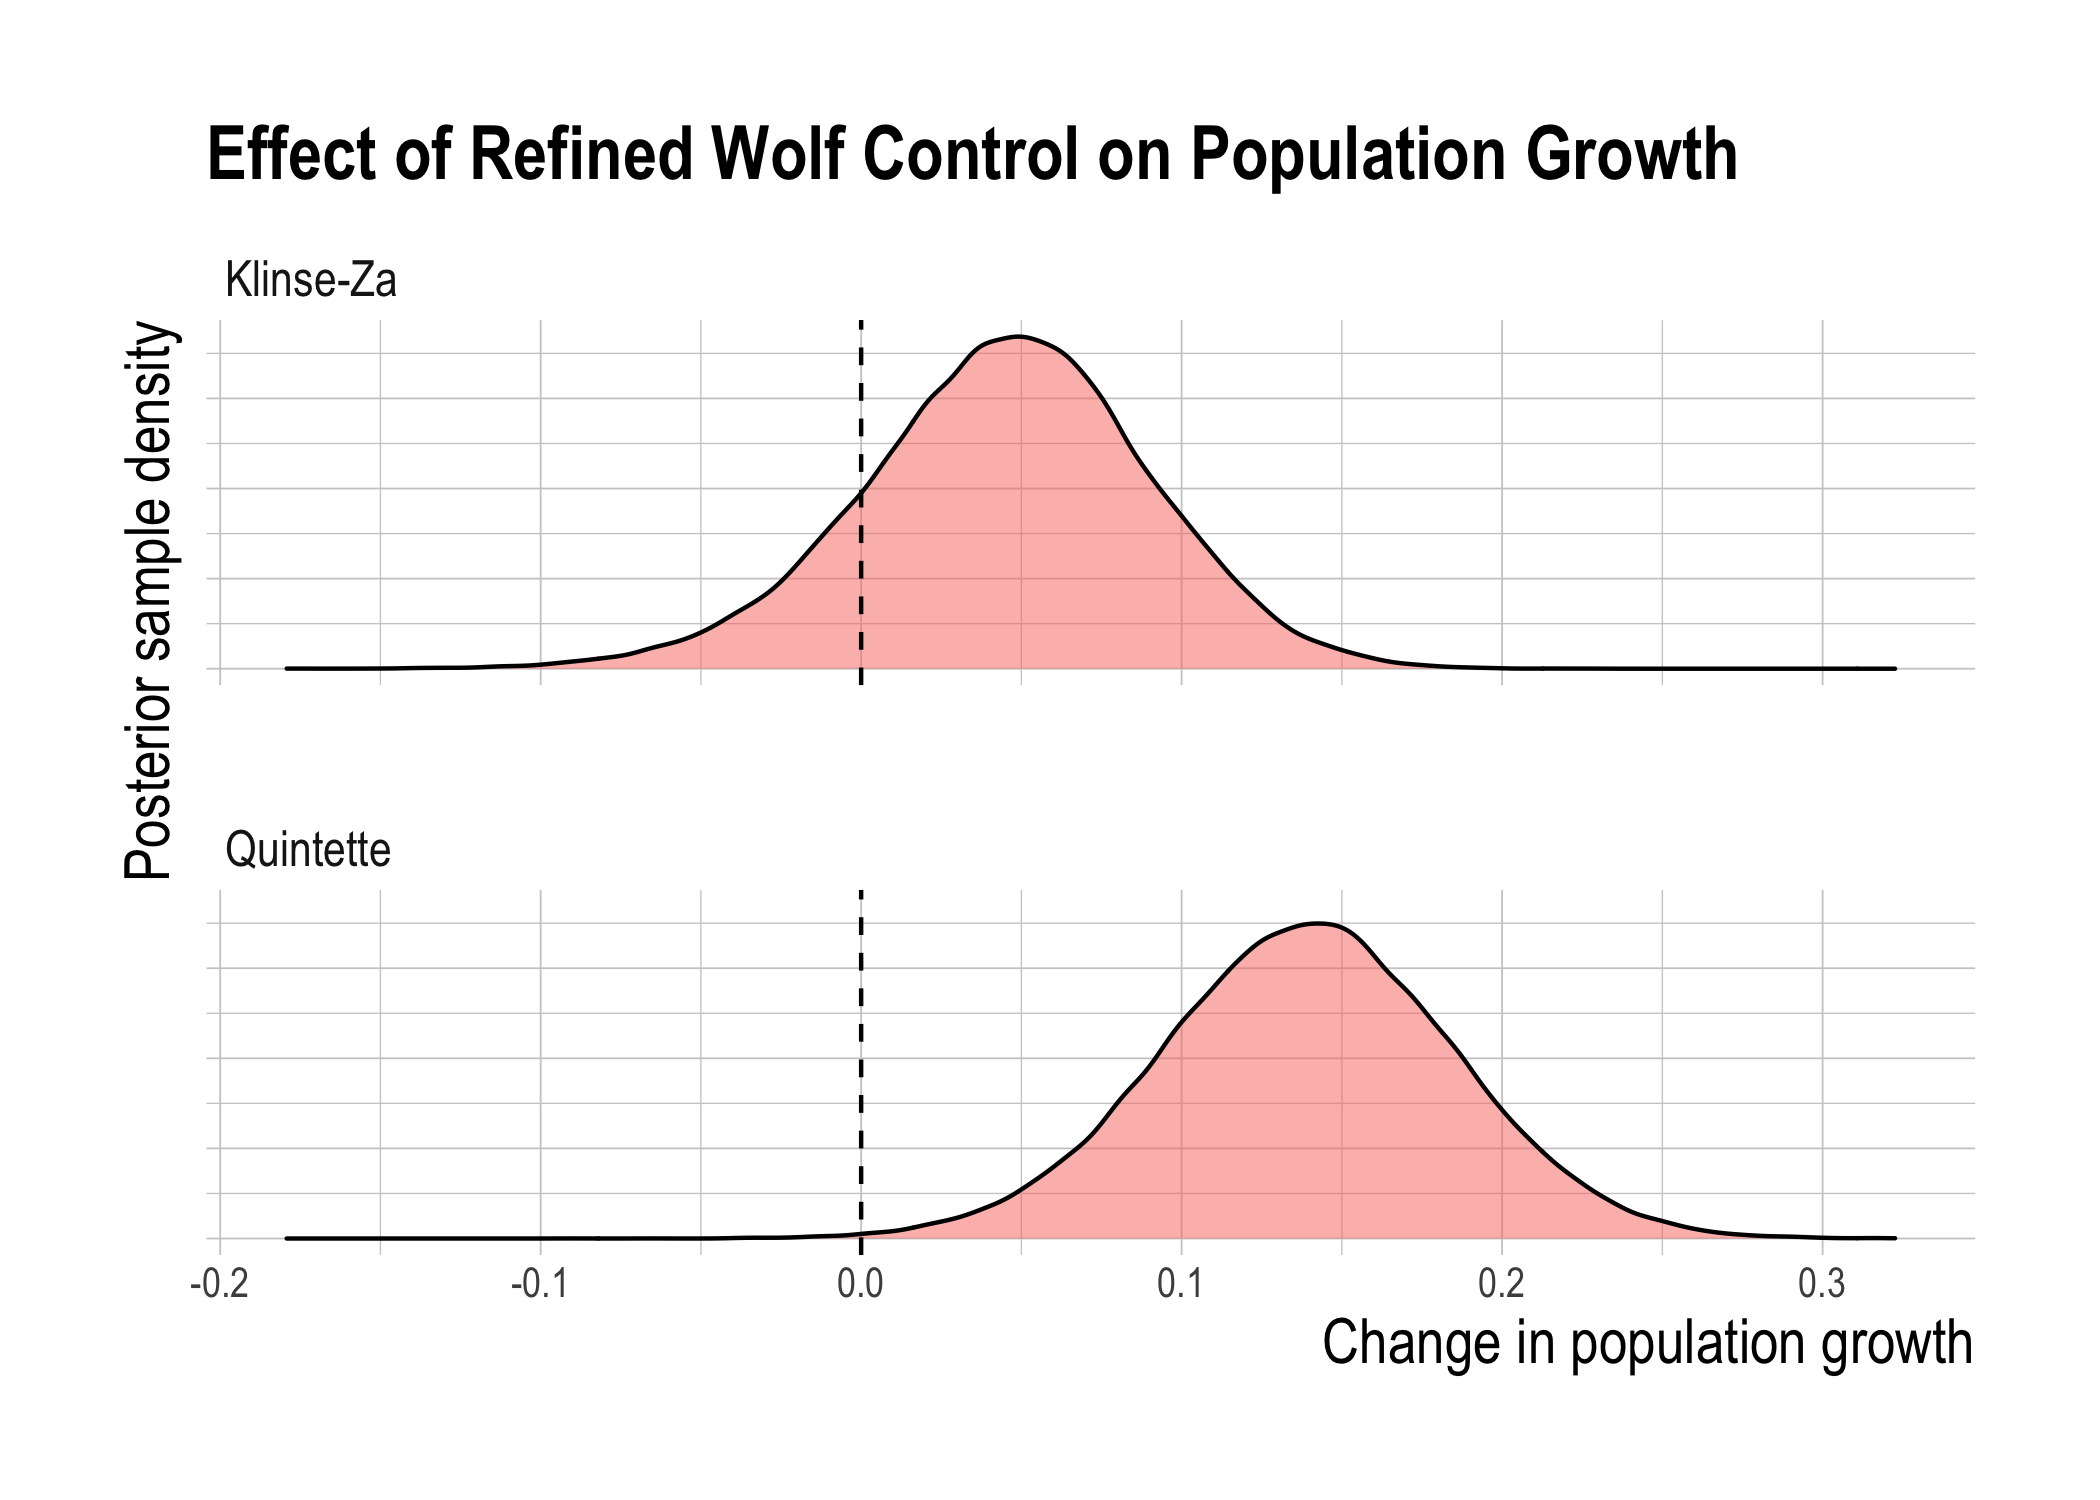 Effect of Refined Wolf Control on Population Growth
Klinse-Za
Posterior sample density
Quintette
-0.2 -0.1 0.0 0.1 0.2 0.3
Change in population growth